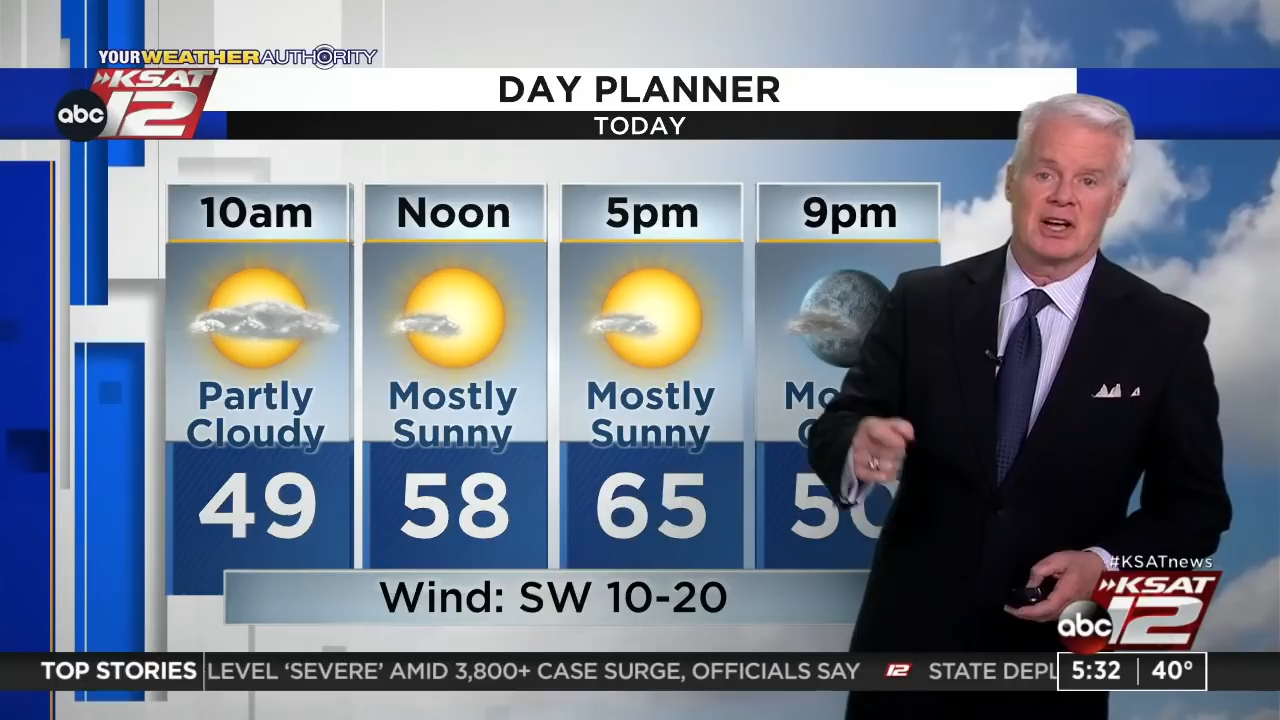 YOUR WEATHER AUTHORITY
KSAT
abc 12
DAY PLANNER
TODAY
10am
Noon
5pm
9pm
Partly
Cloudy
Mostly
Sunny
Mostly
Sunny
49
58
65
Wind: SW 10-20
#KSATnews
KSAT
abc 12
TOP STORIES LEVEL ‘SEVERE’ AMID 3,800+ CASE SURGE, OFFICIALS SAY 12 STATE
5:32 40°